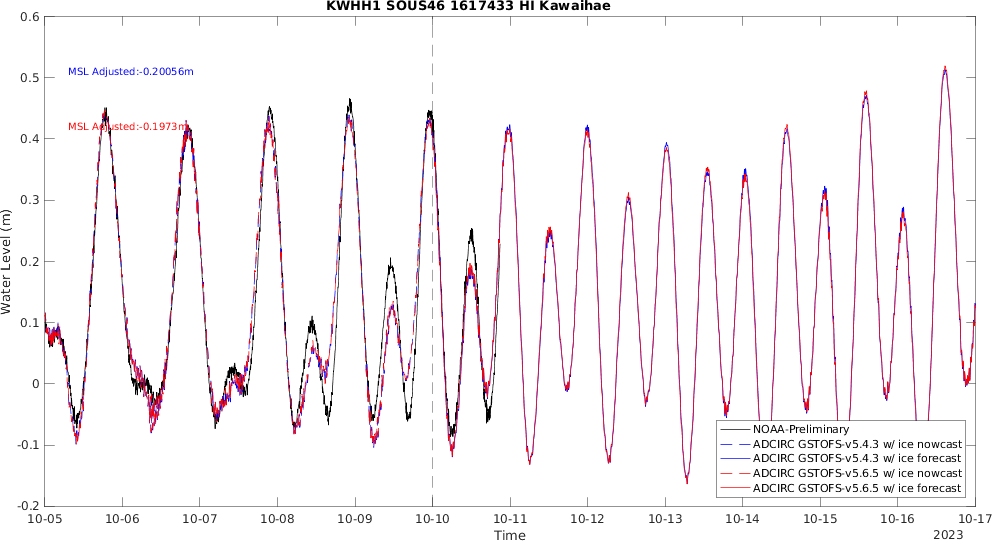 KWHH1 SOUS46 1617433 HI Kawaihae
0.6
0.5
0.4
0.3
0.2
0.1
0
-0.1
-0.2
Water Level (m)
MSL Adjusted:-0.20056m
MSL Adjusted:-0.1973m
NOAA-Preliminary
ADCIRC GSTOFS-v5.4.3 w/ ice nowcast
ADCIRC GSTOFS-v5.4.3 w/ ice forecast
ADCIRC GSTOFS-v5.6.5 w/ ice nowcast
ADCIRC GSTOFS-v5.6.5 w/ ice forecast
10-05 10-06 10-07 10-08 10-09 10-10 10-11 10-12 10-13 10-14 10-15 10-16 10-17
Time
2023